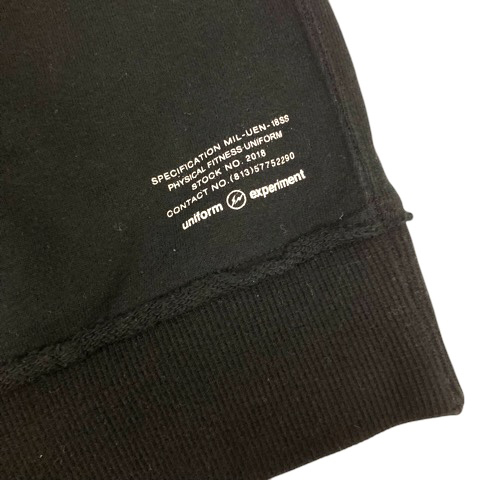 SPECIFICATION MIL-UEN-18SS
PHYSICAL FITNESS UNIFORM
STOCK NO. 2018
CONTACT NO. (813)57752290
uniform experiment